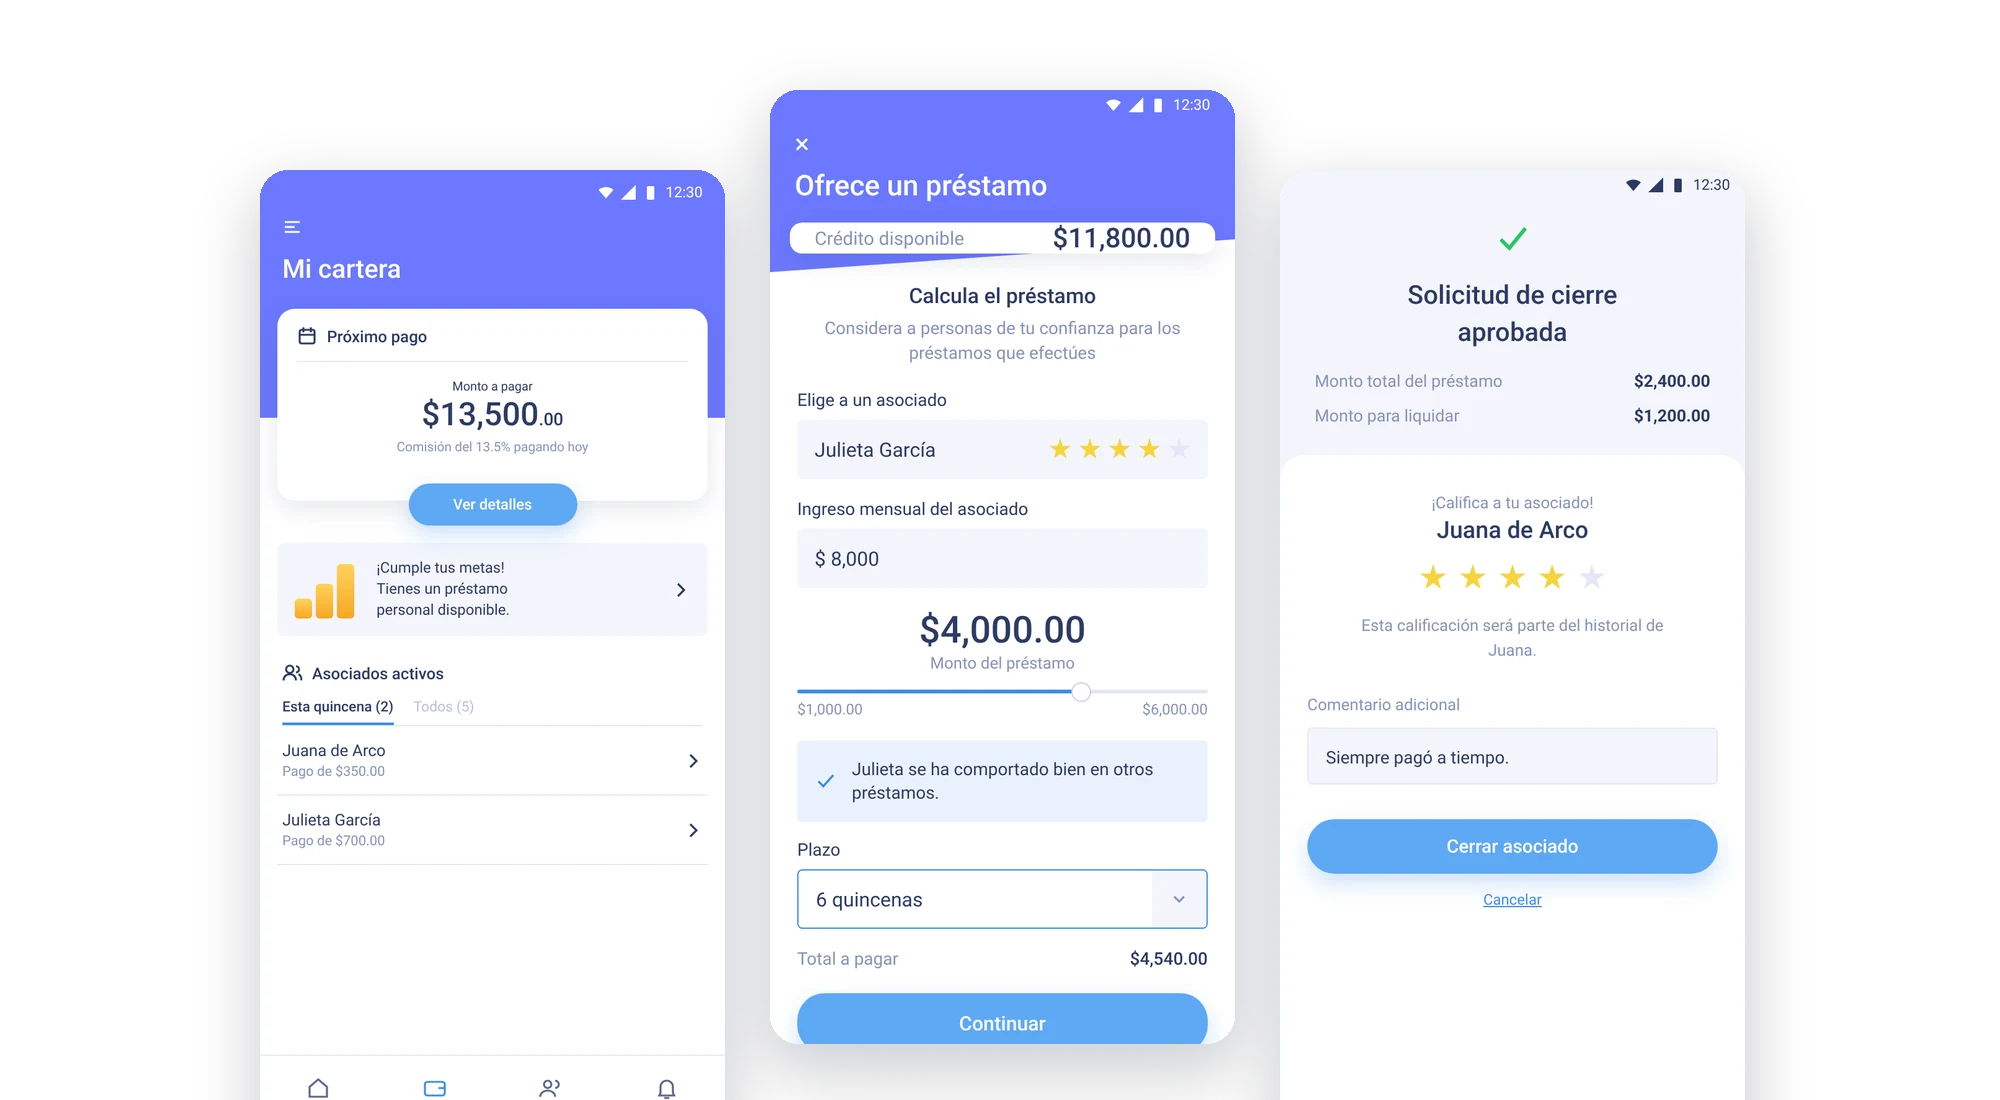 12:30
Mi cartera
Próximo pago
Monto a pagar
$13,500.00
Comisión del 13.5% pagando hoy
Ver detalles
¡Cumple tus metas!
Tienes un préstamo
personal disponible.
Asociados activos
Esta quincena (2) Todos (5)
Juana de Arco
Pago de $350.00
Julieta García
Pago de $700.00
12:30
Ofrece un préstamo
Crédito disponible $11,800.00
Calcula el préstamo
Considera a personas de tu confianza para los
préstamos que efectúes
Elige a un asociado
Julieta García
Ingreso mensual del asociado
$ 8,000
$4,000.00
Monto del préstamo
$1,000.00 $6,000.00
Julieta se ha comportado bien en otros
préstamos.
Plazo
6 quincenas
Total a pagar $4,540.00
Continuar
12:30
Solicitud de cierre
aprobada
Monto total del préstamo $2,400.00
Monto para liquidar $1,200.00
¡Califica a tu asociado!
Juana de Arco
Esta calificación será parte del historial de
Juana.
Comentario adicional
Siempre pagó a tiempo.
Cerrar asociado
Cancelar